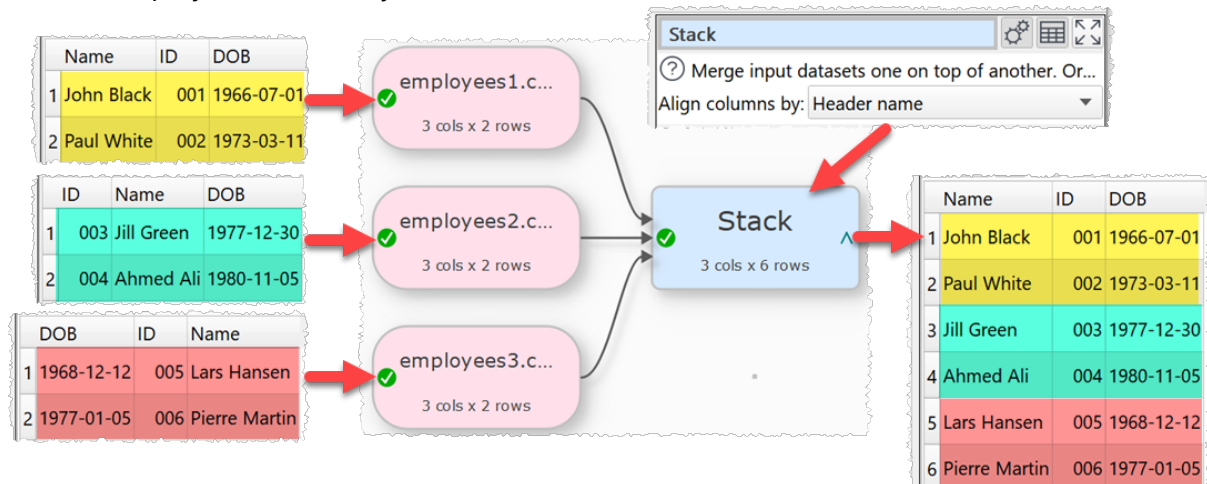 Stack
? Merge input datasets one on top of another. Or...
Align columns by: Header name
Name ID DOB
1 John Black 001 1966-07-01
2 Paul White 002 1973-03-11
ID Name DOB
1 003 Jill Green 1977-12-30
2 004 Ahmed Ali 1980-11-05
DOB ID Name
1 1968-12-12 005 Lars Hansen
2 1977-01-05 006 Pierre Martin
employees1.c...
3 cols x 2 rows
employees2.c...
3 cols x 2 rows
employees3.c...
3 cols x 2 rows
Stack
3 cols x 6 rows
Name ID DOB
1 John Black 001 1966-07-01
2 Paul White 002 1973-03-11
3 Jill Green 003 1977-12-30
4 Ahmed Ali 004 1980-11-05
5 Lars Hansen 005 1968-12-12
6 Pierre Martin 006 1977-01-05